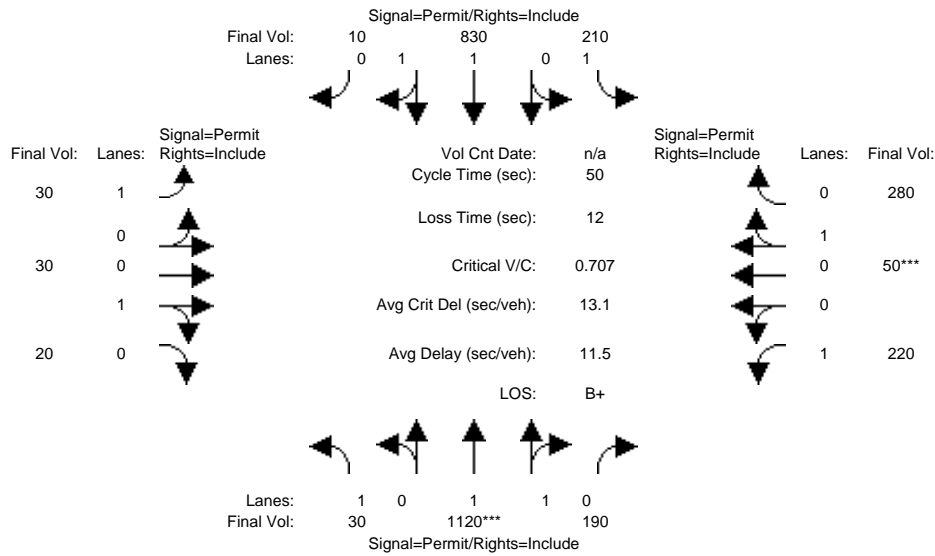 Signal=Permit/Rights=Include
Final Vol: 10 830 210
Lanes: 0 1 1 0 1
Signal=Permit Signal=Permit
Final Vol: Lanes: Rights=Include Vol Cnt Date: n/a Rights=Include Lanes: Final Vol:
Cycle Time (sec): 50
30 1 0 280
Loss Time (sec): 12
0 1
30 0 Critical V/C: 0.707 0 50***
1 Avg Crit Del (sec/veh): 13.1 0
20 0 Avg Delay (sec/veh): 11.5 1 220
LOS: B+
Lanes: 1 0 1 1 0
Final Vol: 30 1120*** 190
Signal=Permit/Rights=Include